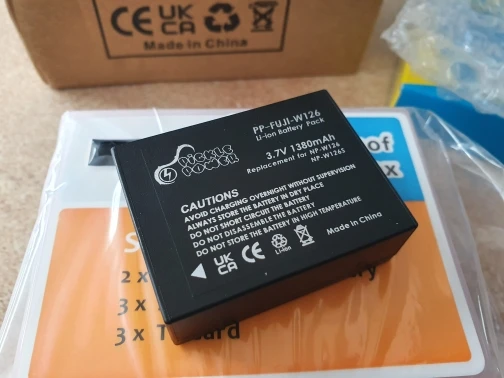 CE UK CA
Made in China
PP-FUJI-W126
Li-ion Battery Pack
3.7V 1380mAh
Replacement for NP-W126
NP-W126S
Pickle Power
CAUTIONS
AVOID CHARGING OVERNIGHT WITHOUT SUPERVISION
ALWAYS STORE THE BATTERY IN DRY PLACE
DO NOT SHORT CIRCUIT THE BATTERY
DO NOT DISASSEMBLE THE BATTERY
DO NOT STORE THE BATTERY IN HIGH TEMPERATURE
UK CA CE Li-ion Made in China
of
x
2 x
3 x
3 x